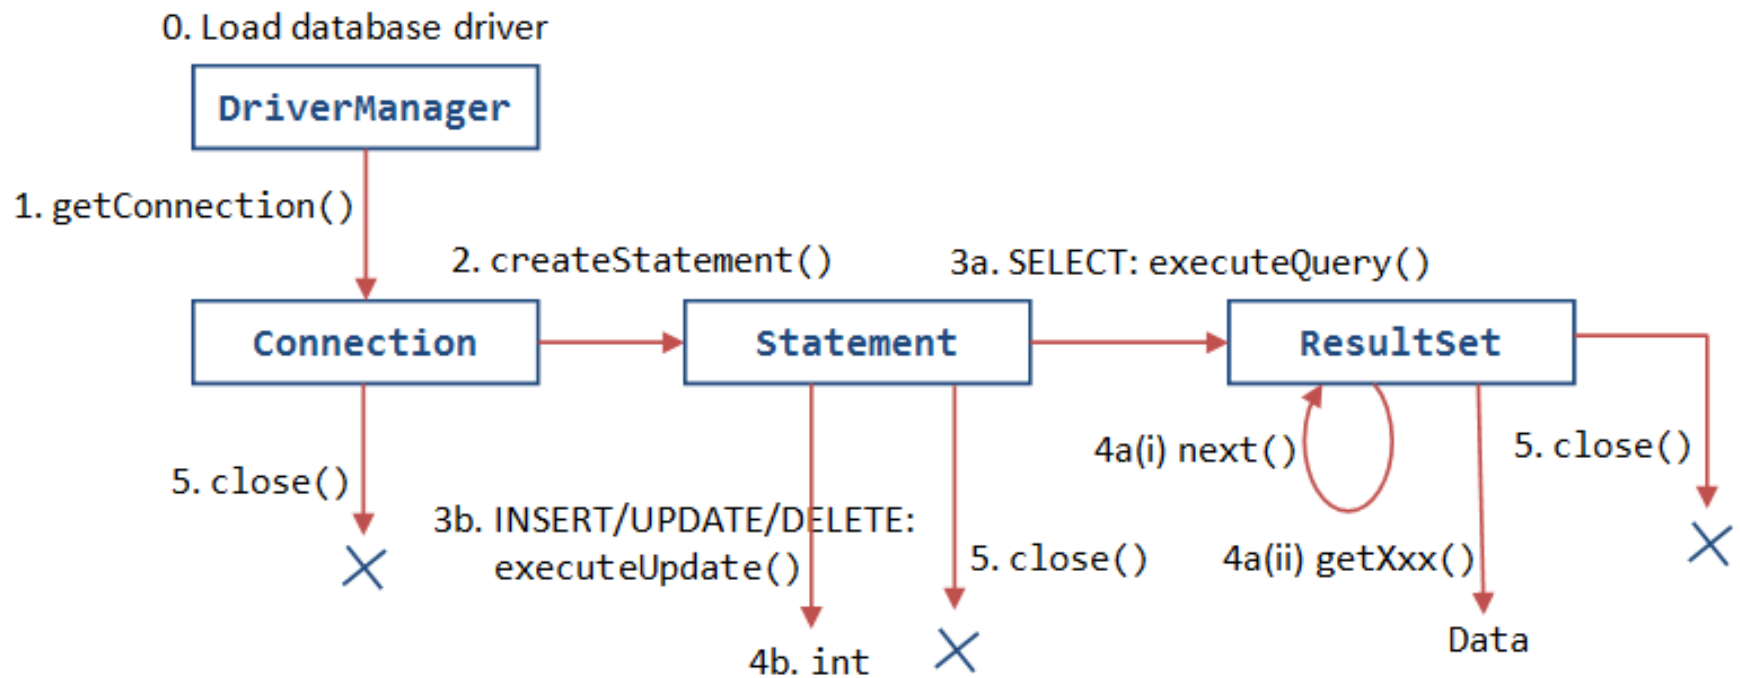 0. Load database driver
DriverManager
1. getConnection()
2. createStatement()
3a. SELECT: executeQuery()
Connection
Statement
ResultSet
4a(i) next()
5. close()
5. close()
3b. INSERT/UPDATE/DELETE:
executeUpdate()
5. close()
4a(ii) getXxx()
4b. int
Data